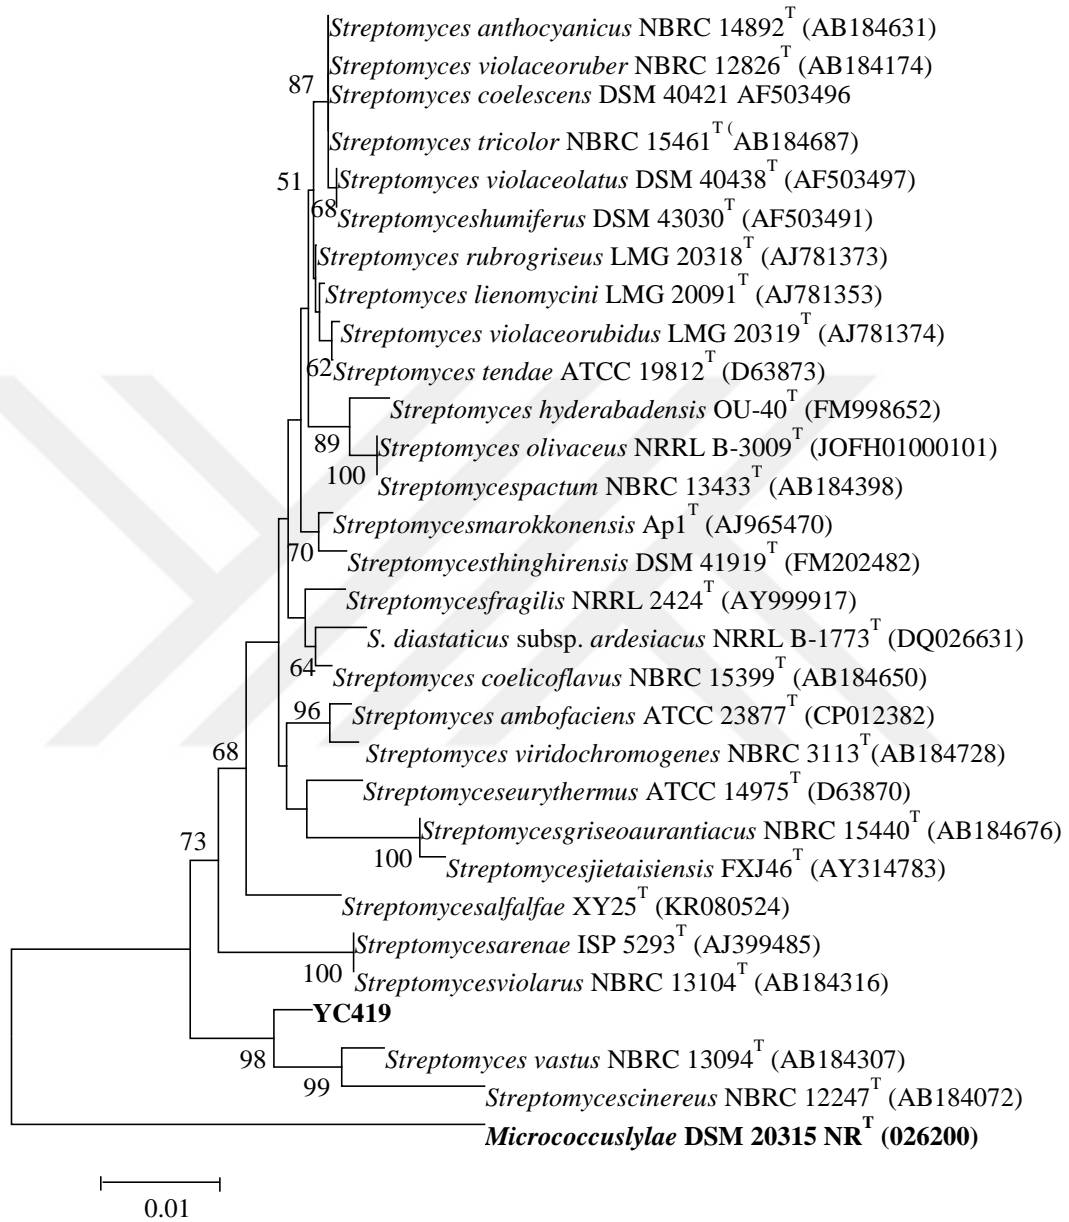 Streptomyces anthocyanicus NBRC 14892T (AB184631)
Streptomyces violaceoruber NBRC 12826T (AB184174)
87
Streptomyces coelescens DSM 40421 AF503496
Streptomyces tricolor NBRC 15461T (AB184687)
51
Streptomyces violaceolatus DSM 40438T (AF503497)
68
Streptomyceshumiferus DSM 43030T (AF503491)
Streptomyces rubrogriseus LMG 20318T (AJ781373)
Streptomyces lienomycini LMG 20091T (AJ781353)
Streptomyces violaceorubidus LMG 20319T (AJ781374)
62
Streptomyces tendae ATCC 19812T (D63873)
Streptomyces hyderabadensis OU-40T (FM998652)
89
Streptomyces olivaceus NRRL B-3009T (JOFH01000101)
100
Streptomycespactum NBRC 13433T (AB184398)
Streptomycesmarokkonensis Ap1T (AJ965470)
70
Streptomycesthinghirensis DSM 41919T (FM202482)
Streptomycesfragilis NRRL 2424T (AY999917)
S. diastaticus subsp. ardesiacus NRRL B-1773T (DQ026631)
64
Streptomyces coelicoflavus NBRC 15399T (AB184650)
96
Streptomyces ambofaciens ATCC 23877T (CP012382)
68
Streptomyces viridochromogenes NBRC 3113T(AB184728)
Streptomyceseurythermus ATCC 14975T (D63870)
Streptomycesgriseoaurantiacus NBRC 15440T (AB184676)
73
100
Streptomycesjietaisiensis FXJ46T (AY314783)
Streptomycesalfalfae XY25T (KR080524)
Streptomycesarenae ISP 5293T (AJ399485)
100
Streptomycesviolarus NBRC 13104T (AB184316)
YC419
98
Streptomyces vastus NBRC 13094T (AB184307)
99
Streptomycescinereus NBRC 12247T (AB184072)
Micrococcuslylae DSM 20315 NRT (026200)
0.01